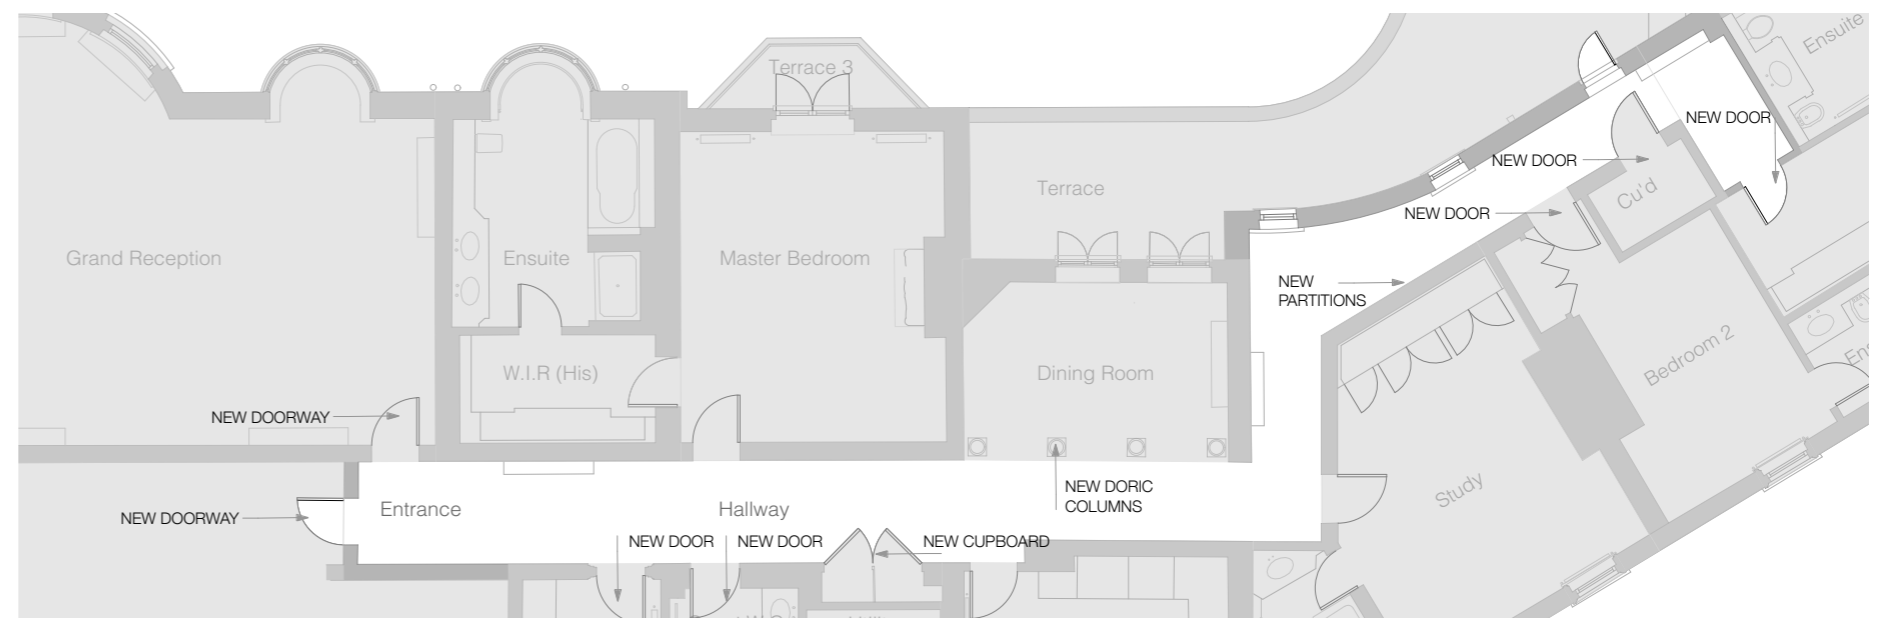 Ensuite
Terrace 3
NEW DOOR
NEW DOOR
Terrace
Cu'd
NEW DOOR
Grand Reception
Ensuite
Master Bedroom
NEW
PARTITIONS
Bedroom 2
W.I.R (His)
Dining Room
NEW DOORWAY
Study
NEW DORIC
COLUMNS
Entrance
Hallway
NEW DOORWAY
NEW DOOR
NEW DOOR
NEW CUPBOARD